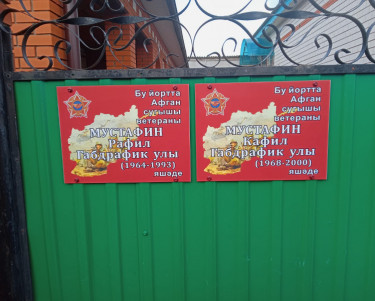 Бу йортта
Афган
сугышы
ветераны
МУСТАФИН
Рафил
Габдрафик улы
(1964-1993)
яшәде
Бу йортта
Афган
сугышы
ветераны
МУСТАФИН
Кафил
Габдрафик улы
(1968-2000)
яшәде